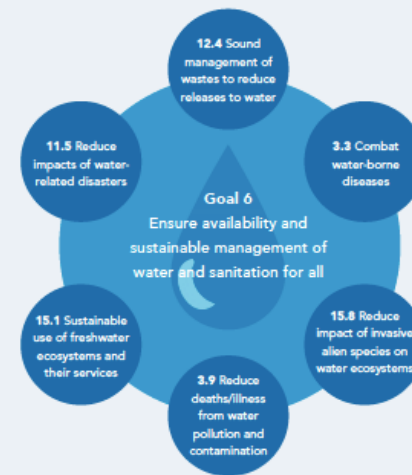 12.4 Sound
management of
wastes to reduce
releases to water
11.5 Reduce
impacts of water-
related disasters
3.3 Combat
water-borne
diseases
Goal 6
Ensure availability and
sustainable management of
water and sanitation for all
15.1 Sustainable
use of freshwater
ecosystems and
their services
15.8 Reduce
impact of invasive
alien species on
water ecosystems
3.9 Reduce
deaths/illness
from water
pollution and
contamination